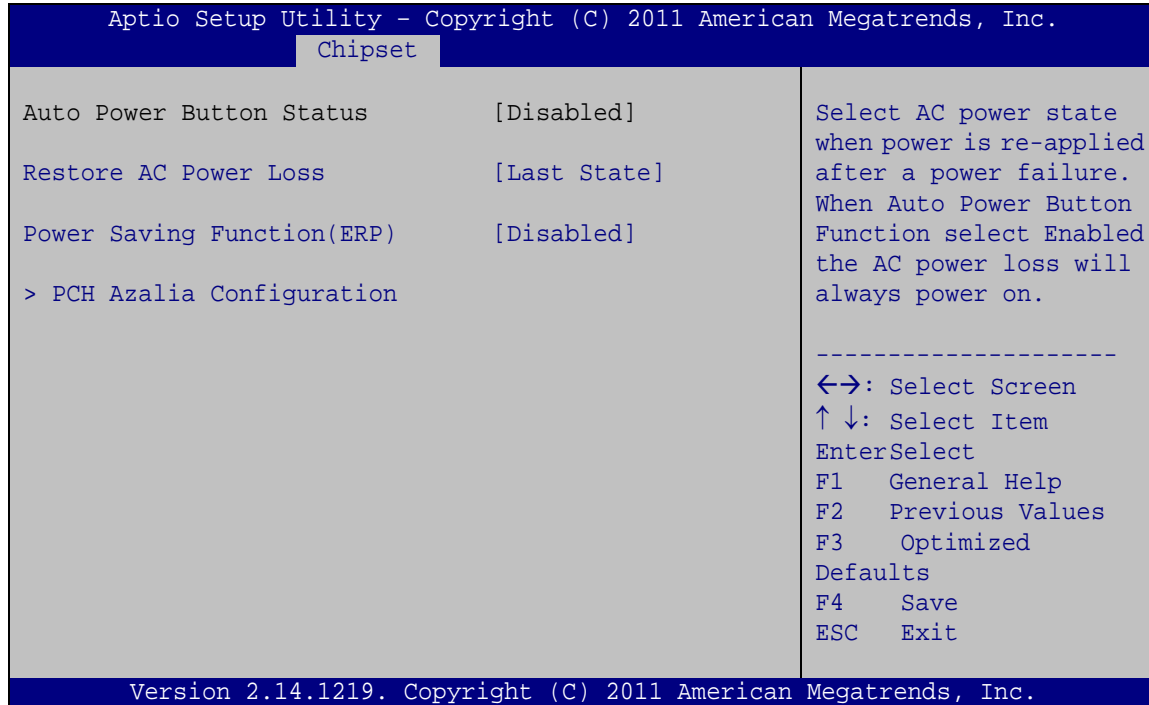 Aptio Setup Utility – Copyright (C) 2011 American Megatrends, Inc.
Chipset
Auto Power Button Status [Disabled]
Restore AC Power Loss [Last State]
Power Saving Function(ERP) [Disabled]
> PCH Azalia Configuration
Select AC power state
when power is re-applied
after a power failure.
When Auto Power Button
Function select Enabled
the AC power loss will
always power on.
---------------------
←→: Select Screen
↑ ↓: Select Item
EnterSelect
F1 General Help
F2 Previous Values
F3 Optimized
Defaults
F4 Save
ESC Exit
Version 2.14.1219. Copyright (C) 2011 American Megatrends, Inc.